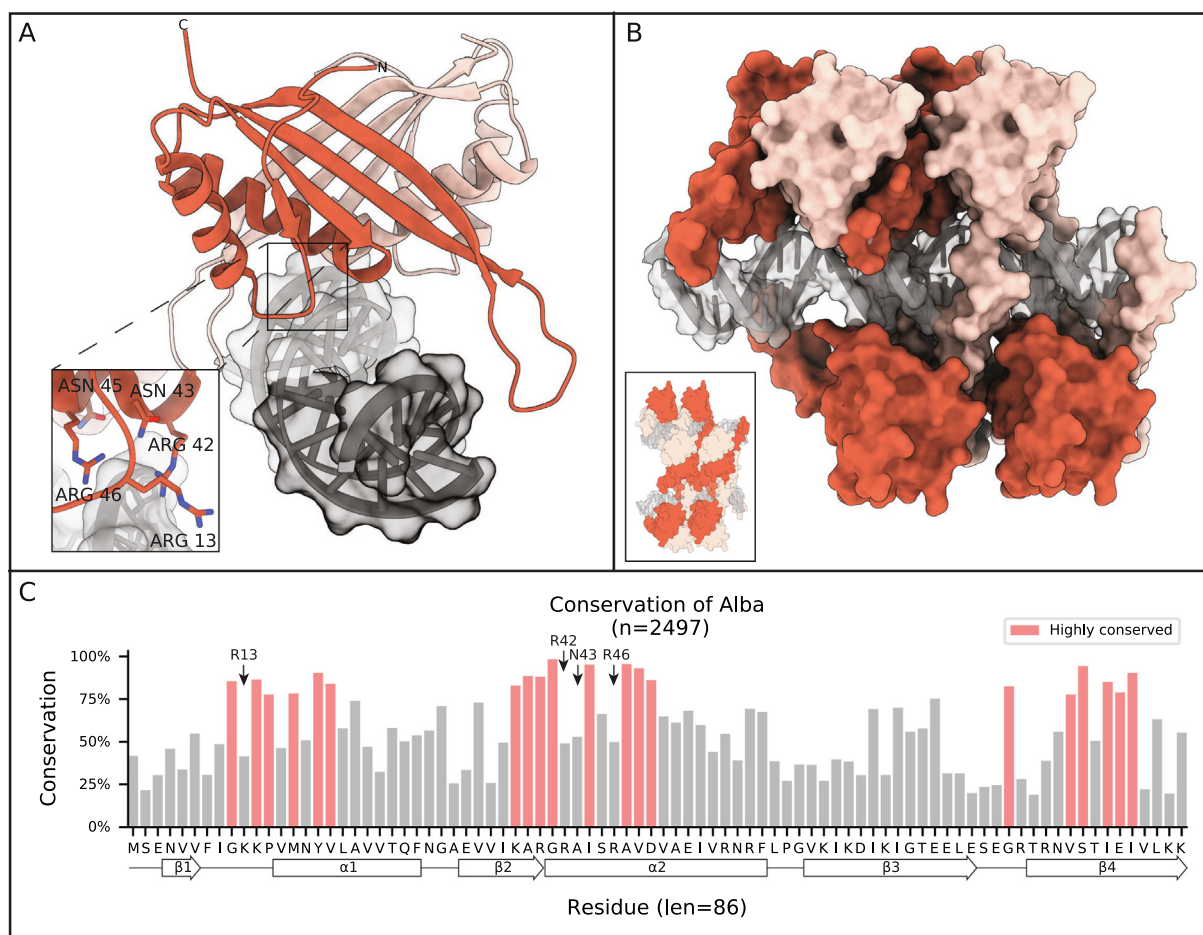 A
C
N
ASN 45
ASN 43
ARG 42
ARG 46
ARG 13
B
C
Conservation of Alba
(n=2497)
Highly conserved
R13
R42
N43
R46
100%
75%
50%
25%
0%
Conservation
M S E N V V F I G K K P V M N Y V L A V V T Q F N G A E V V I K A R G R A I S R A V D V A E I V R N R F L P G V K I K D I K I G T E E L E S E G R T R N V S T I E I V L K K
β1 α1 β2 α2 β3 β4
Residue (len=86)